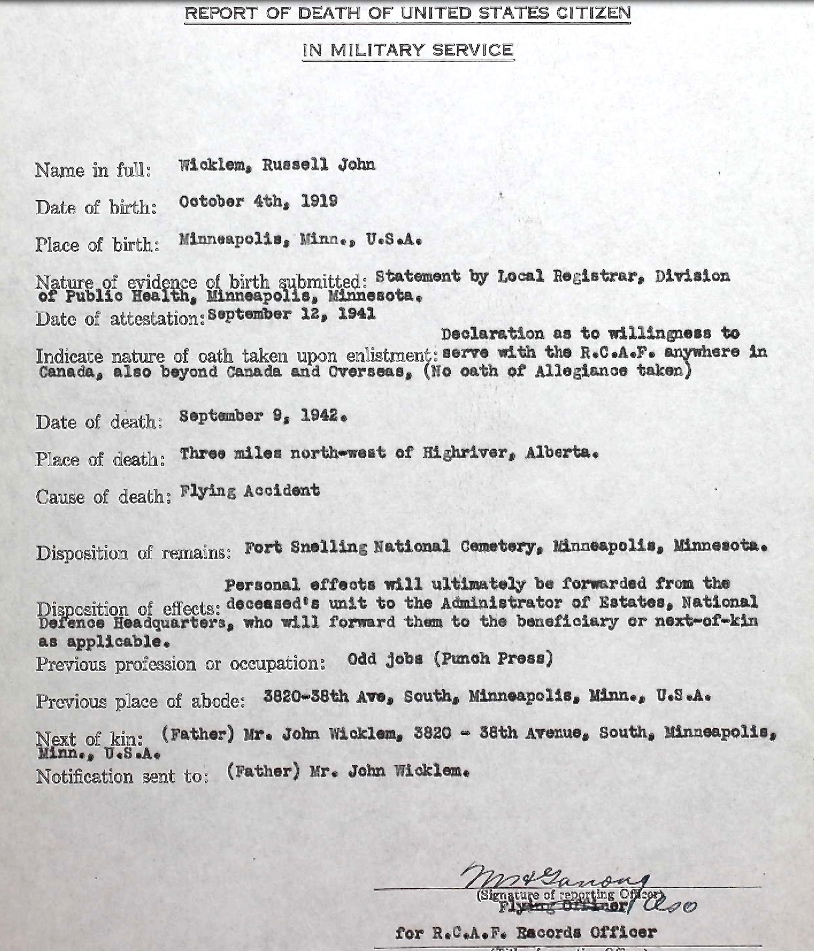 REPORT OF DEATH OF UNITED STATES CITIZEN
IN MILITARY SERVICE
Name in full: Wicklem, Russell John
Date of birth: October 4th, 1919
Place of birth: Minneapolis, Minn., U.S.A.
Nature of evidence of birth submitted: Statement by Local Registrar, Division
of Public Health, Minneapolis, Minnesota.
Date of attestation: September 12, 1941
Declaration as to willingness to
Indicate nature of oath taken upon enlistment: serve with the R.C.A.F. anywhere in
Canada, also beyond Canada and Overseas, (No oath of Allegiance taken)
Date of death: September 9, 1942.
Place of death: Three miles north-west of Highriver, Alberta.
Cause of death: Flying Accident
Disposition of remains: Fort Snelling National Cemetery, Minneapolis, Minnesota.
Personal effects will ultimately be forwarded from the
Disposition of effects: deceased's unit to the Administrator of Estates, National
Defence Headquarters, who will forward them to the beneficiary or next-of-kin
as applicable.
Previous profession or occupation: Odd jobs (Punch Press)
Previous place of abode: 3820-38th Ave, South, Minneapolis, Minn., U.S.A.
Next of kin: (Father) Mr. John Wicklem, 3820 - 38th Avenue, South, Minneapolis,
Minn., U.S.A.
Notification sent to: (Father) Mr. John Wicklem.
(Signature of reporting Officer)
Flying Officer
for R.C.A.F. Records Officer